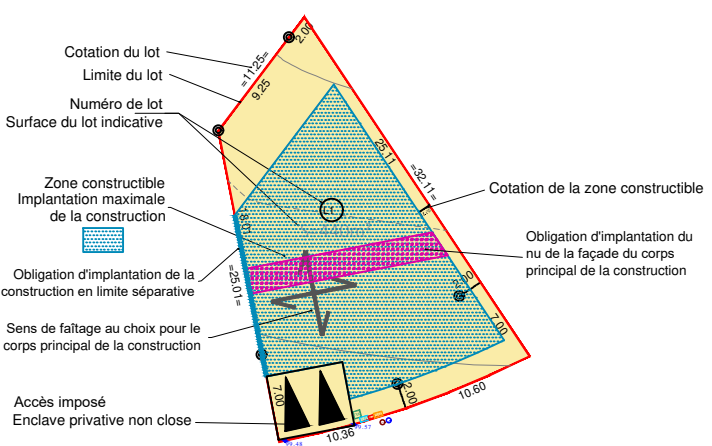 Cotation du lot
Limite du lot
Numéro de lot
Surface du lot indicative
Zone constructible
Implantation maximale
de la construction
Obligation d'implantation de la
construction en limite séparative
Sens de faîtage au choix pour le
corps principal de la construction
Accès imposé
Enclave privative non close
Cotation de la zone constructible
Obligation d'implantation du
nu de la façade du corps
principal de la construction
2.00
=11.25=
9.25
25.11
=32.11=
8.01
=25.01=
7.00
7.00
2.00
10.60
10.36
99.48
99.57